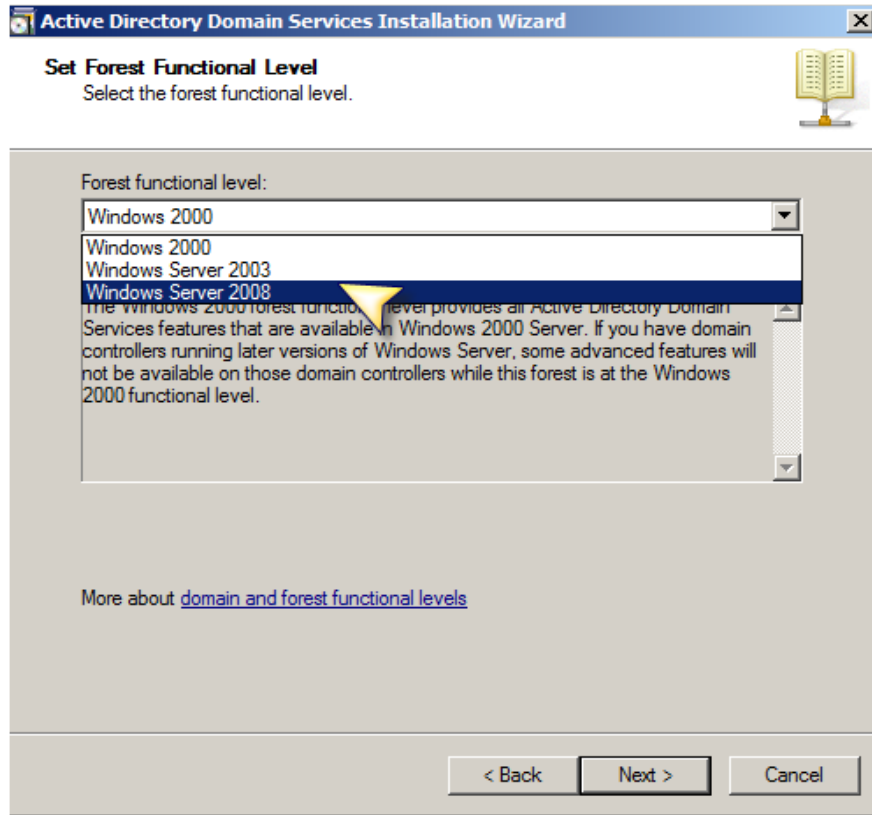 Active Directory Domain Services Installation Wizard
Set Forest Functional Level
Select the forest functional level.
Forest functional level:
Windows 2000
Windows 2000
Windows Server 2003
Windows Server 2008
The Windows 2000 forest level provides all Active Directory Domain
Services features that are available in Windows 2000 Server. If you have domain
controllers running later versions of Windows Server, some advanced features will
not be available on those domain controllers while this forest is at the Windows
2000 functional level.
More about domain and forest functional levels
< Back
Next >
Cancel